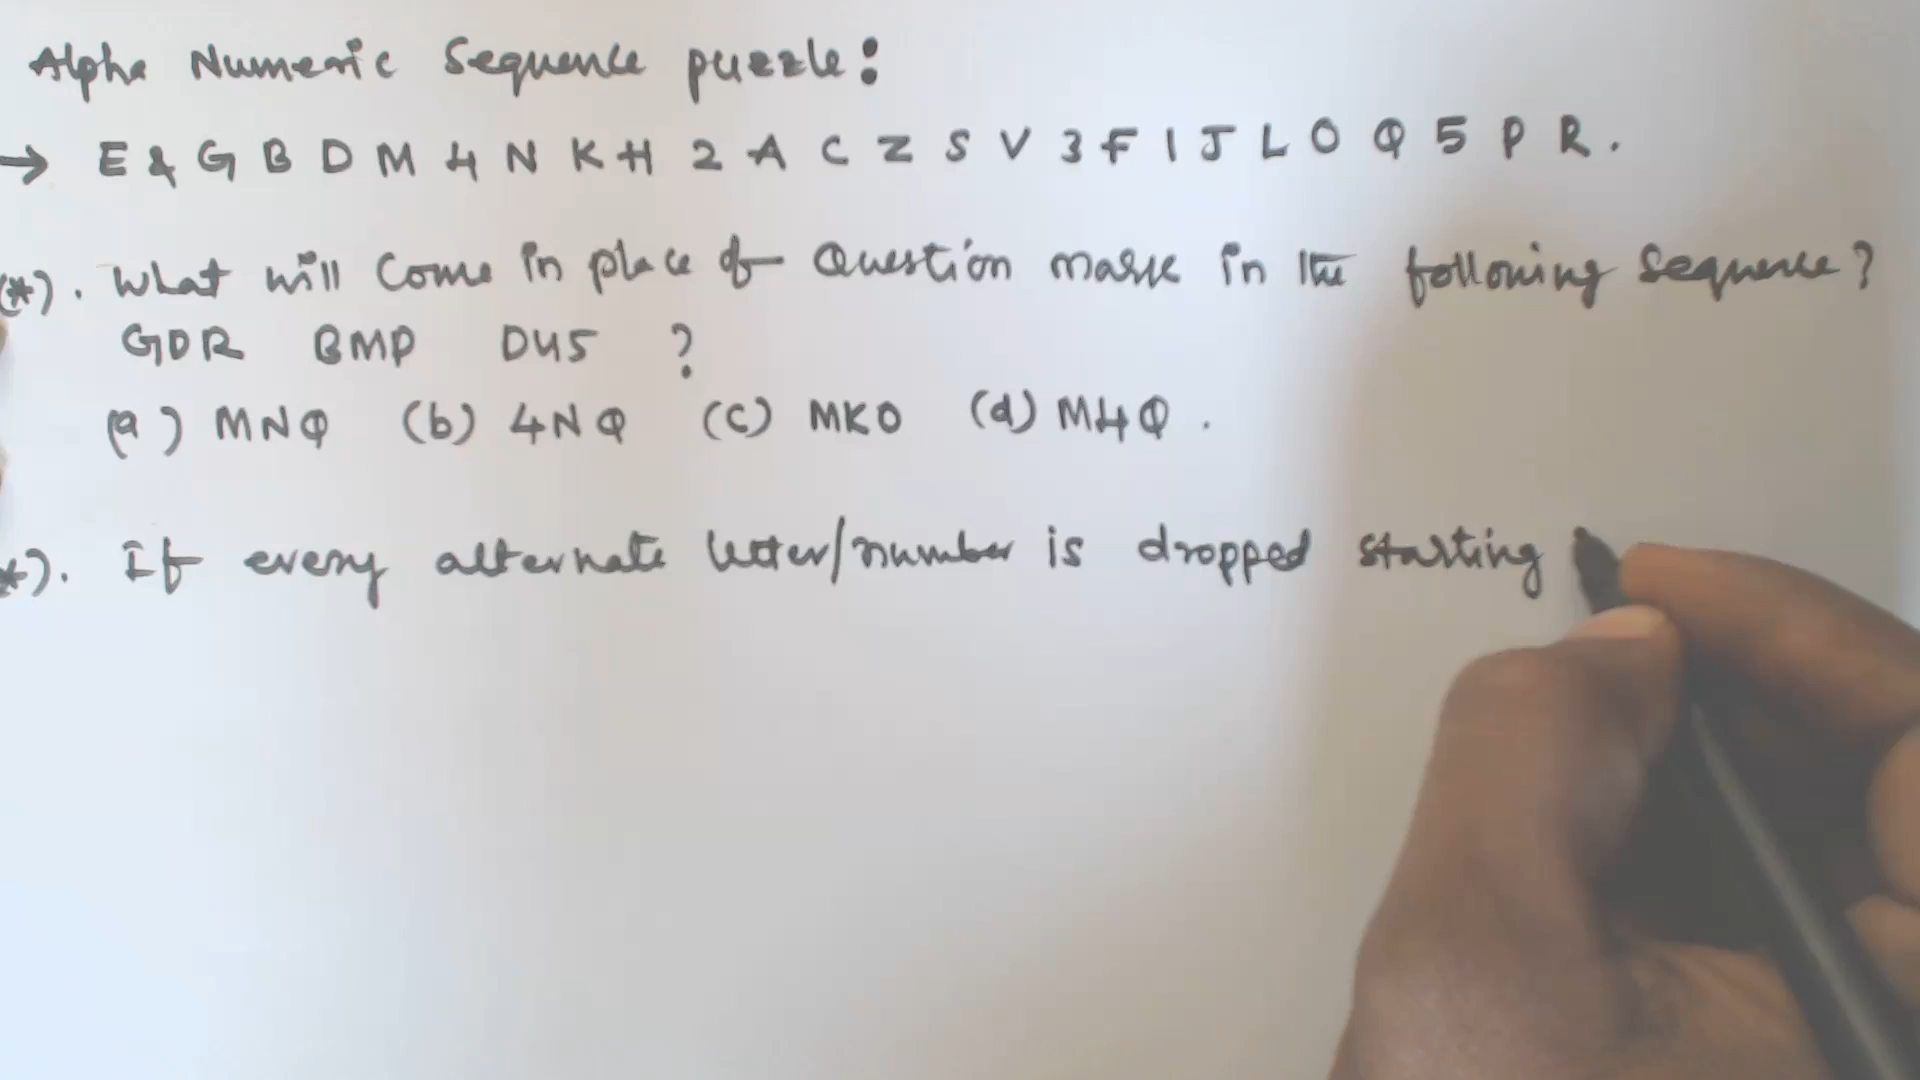 Alpha Numeric Sequence puzzle:
→ E & G B D M 4 N K H 2 A C Z S V 3 F 1 J L O Q 5 P R.
(*). What will Come in place of Question mark in the following Sequence?
GDR BMP D45 ?
(a) MNQ (b) 4NQ (c) MKO (d) M4Q.
*). If every alternate letter/number is dropped starting